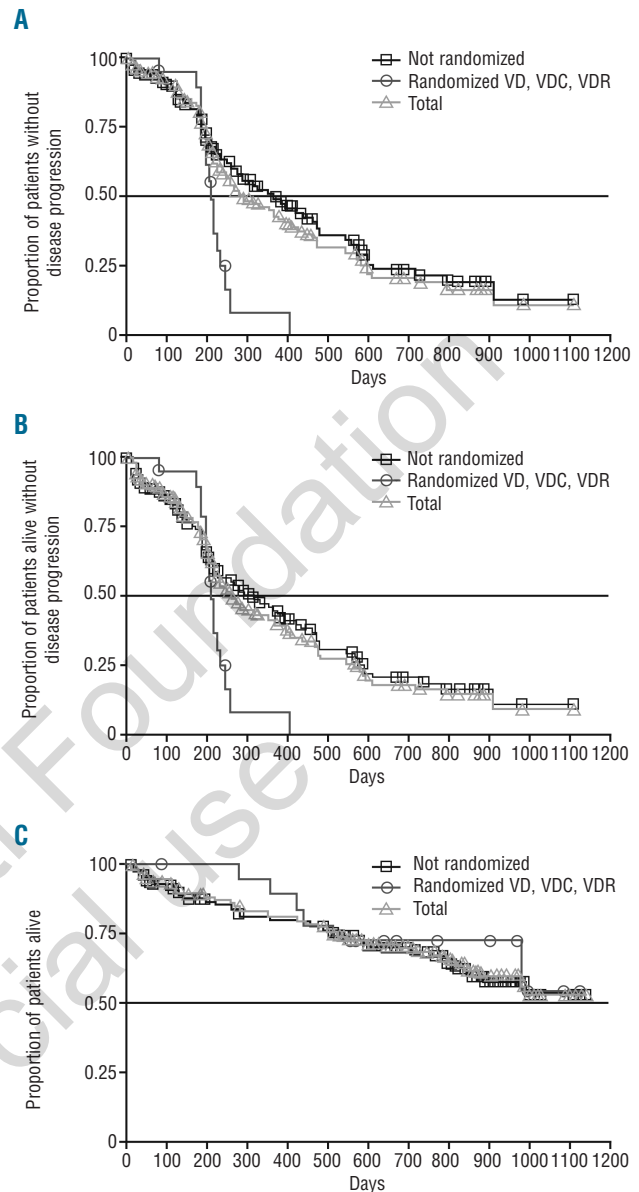 A
100
0.75
0.50
0.25
0
Proportion of patients without
disease progression
Not randomized
Randomized VD, VDC, VDR
Total
0 100 200 300 400 500 600 700 800 900 1000 1100 1200
Days
B
100
0.75
0.50
0.25
0
Proportion of patients alive without
disease progression
Not randomized
Randomized VD, VDC, VDR
Total
0 100 200 300 400 500 600 700 800 900 1000 1100 1200
Days
C
100
0.75
0.50
0.25
0
Proportion of patients alive
Not randomized
Randomized VD, VDC, VDR
Total
0 100 200 300 400 500 600 700 800 900 1000 1100 1200
Days
Foundation
cial use